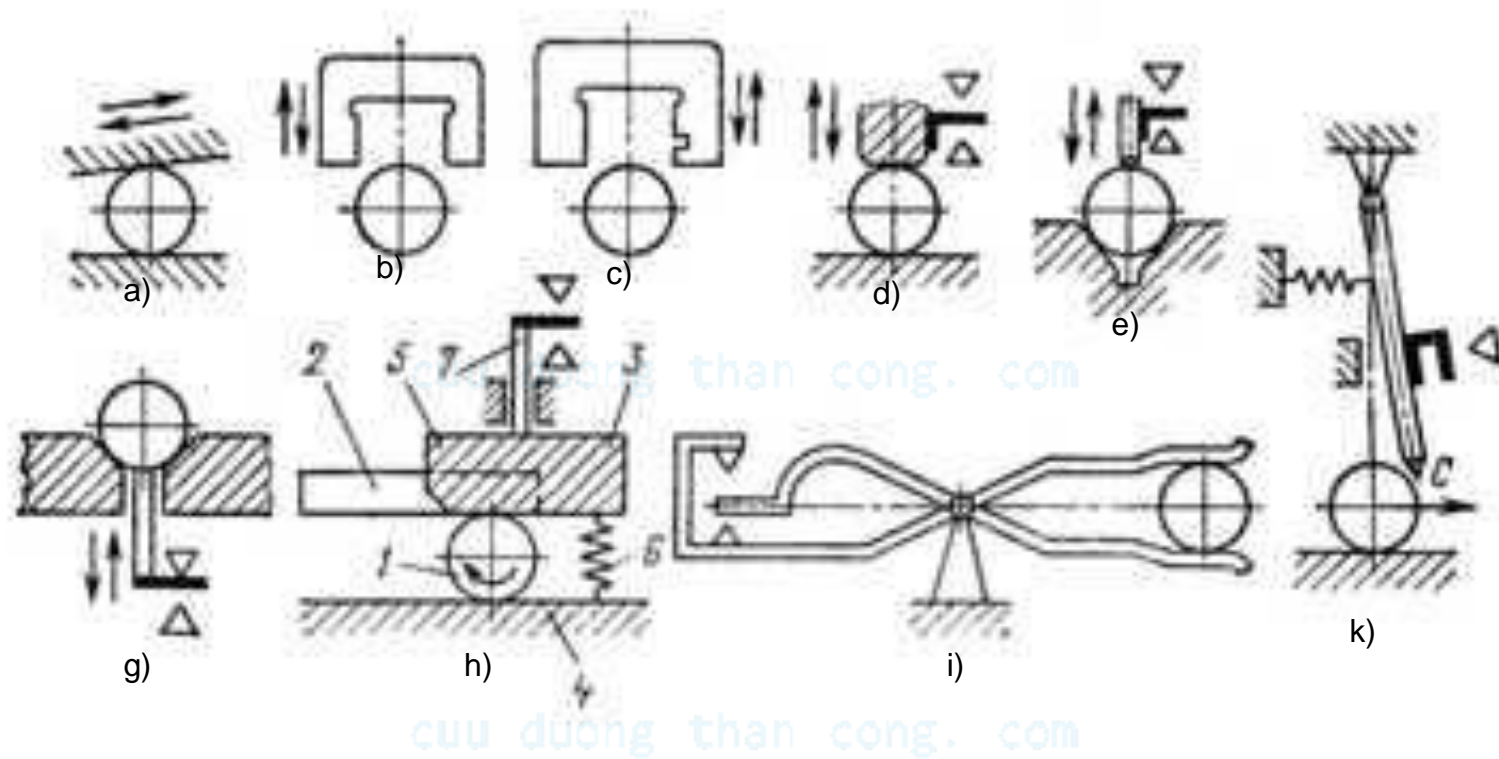 a)
b)
c)
d)
e)
2 5 7 3
C
1 6
g)
h)
i)
k)
4
cuu duong than cong. com
cuu duong than cong. com